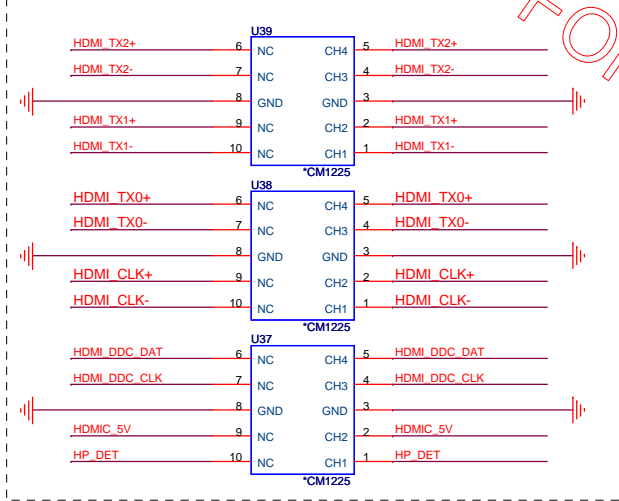 U39
HDMI_TX2+ 6 NC CH4 5 HDMI_TX2+
HDMI_TX2- 7 NC CH3 4 HDMI_TX2-
8 GND GND 3
HDMI_TX1+ 9 NC CH2 2 HDMI_TX1+
HDMI_TX1- 10 NC CH1 1 HDMI_TX1-
*CM1225
U38
HDMI_TX0+ 6 NC CH4 5 HDMI_TX0+
HDMI_TX0- 7 NC CH3 4 HDMI_TX0-
8 GND GND 3
HDMI_CLK+ 9 NC CH2 2 HDMI_CLK+
HDMI_CLK- 10 NC CH1 1 HDMI_CLK-
*CM1225
U37
HDMI_DDC_DAT 6 NC CH4 5 HDMI_DDC_DAT
HDMI_DDC_CLK 7 NC CH3 4 HDMI_DDC_CLK
8 GND GND 3
HDMIC_5V 9 NC CH2 2 HDMIC_5V
HP_DET 10 NC CH1 1 HP_DET
*CM1225